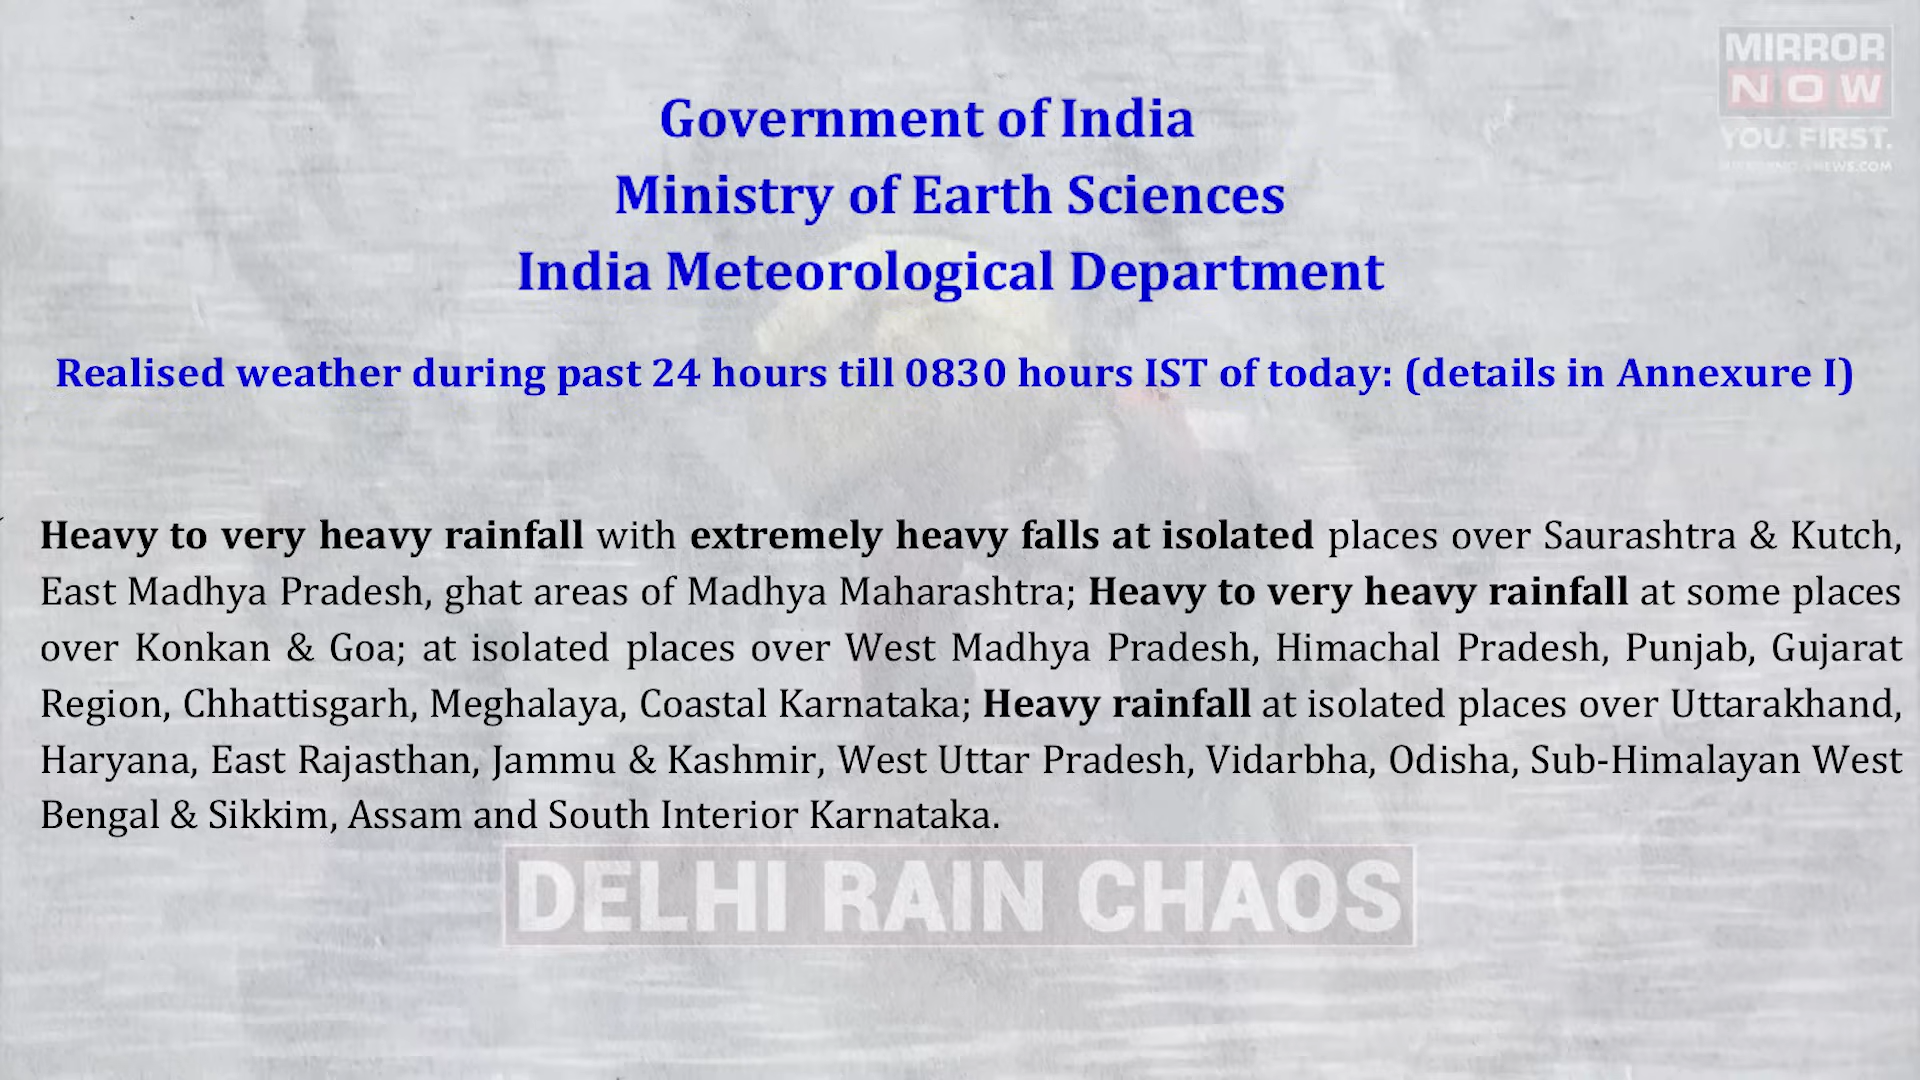 MIRROR
NOW
YOU. FIRST.
Government of India
Ministry of Earth Sciences
India Meteorological Department
Realised weather during past 24 hours till 0830 hours IST of today: (details in Annexure I)
Heavy to very heavy rainfall with extremely heavy falls at isolated places over Saurashtra & Kutch,
East Madhya Pradesh, ghat areas of Madhya Maharashtra; Heavy to very heavy rainfall at some places
over Konkan & Goa; at isolated places over West Madhya Pradesh, Himachal Pradesh, Punjab, Gujarat
Region, Chhattisgarh, Meghalaya, Coastal Karnataka; Heavy rainfall at isolated places over Uttarakhand,
Haryana, East Rajasthan, Jammu & Kashmir, West Uttar Pradesh, Vidarbha, Odisha, Sub-Himalayan West
Bengal & Sikkim, Assam and South Interior Karnataka.
DELHI RAIN CHAOS